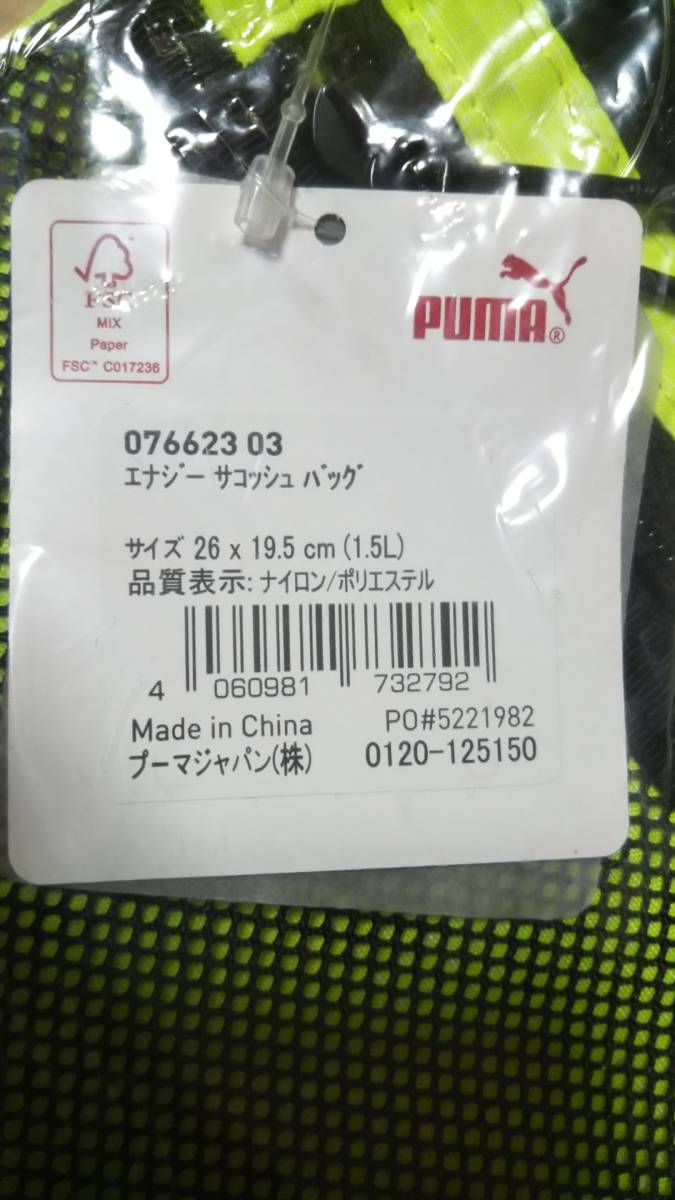 FSC
MIX
Paper
FSC™ C017236
PUMA®
076623 03
エナジー サコッシュ バッグ
サイズ 26 x 19.5 cm (1.5L)
品質表示: ナイロン/ポリエステル
4 060981 732792
Made in China PO#5221982
プーマジャパン(株) 0120-125150